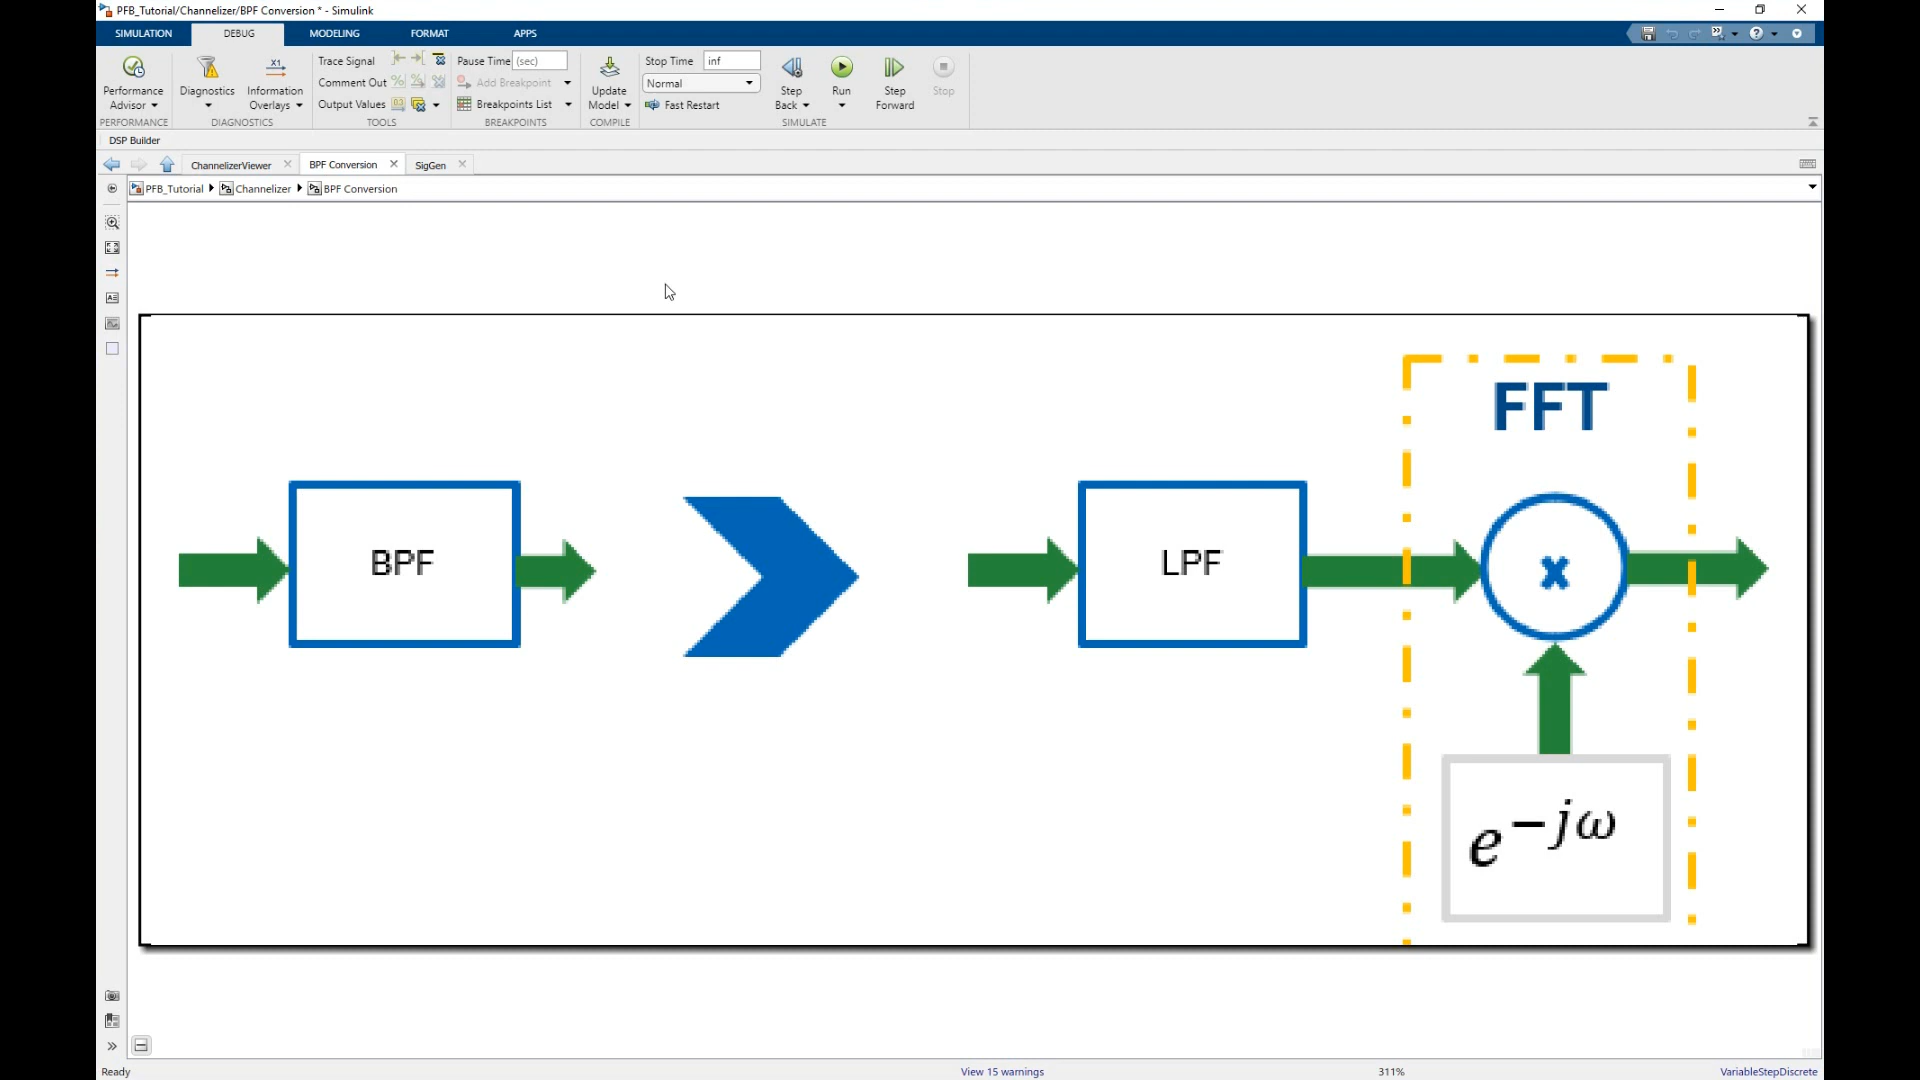 PFB_Tutorial/Channelizer/BPF Conversion * - Simulink
SIMULATION DEBUG MODELING FORMAT APPS
Performance Advisor
PERFORMANCE
Diagnostics
Information Overlays
DIAGNOSTICS
Trace Signal
Comment Out
Output Values
TOOLS
Pause Time (sec)
Add Breakpoint
Breakpoints List
BREAKPOINTS
Update Model
COMPILE
Stop Time inf
Normal
Fast Restart
Step Back
Run
Step Forward
Stop
SIMULATE
DSP Builder
ChannelizerViewer BPF Conversion SigGen
PFB_Tutorial Channelizer BPF Conversion
FFT
BPF
LPF
x
e^{-jω}
Ready View 15 warnings 311% VariableStepDiscrete